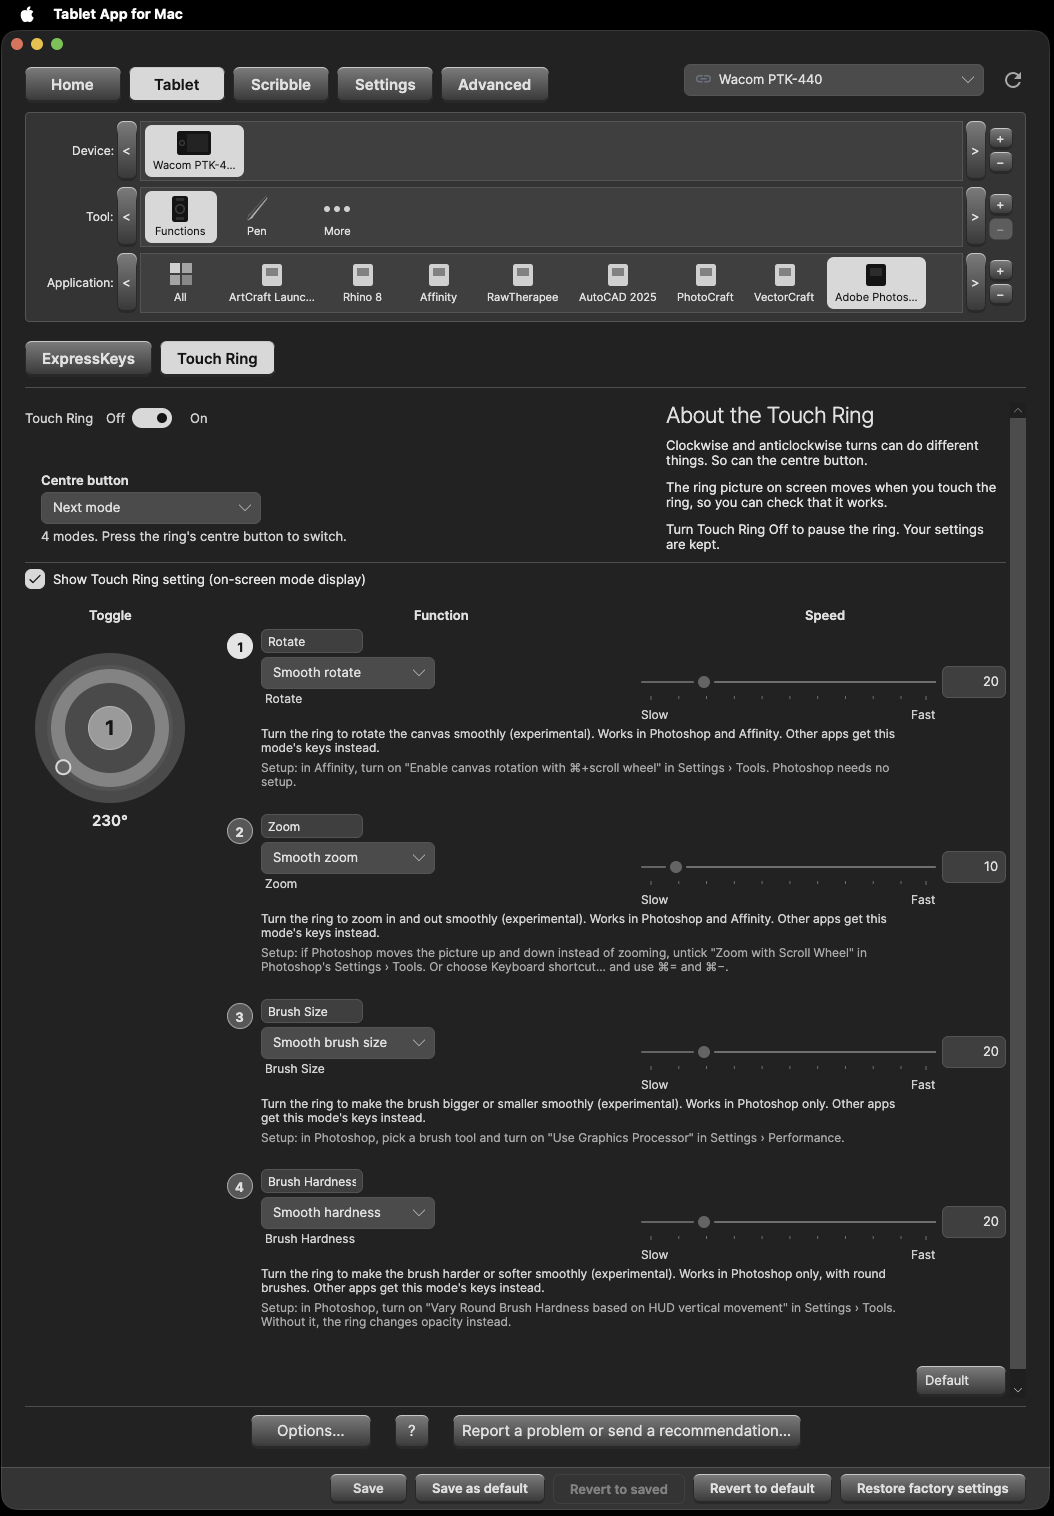 Tablet App for Mac
Home
Tablet
Scribble
Settings
Advanced
Wacom PTK-440
Device:
<
Wacom PTK-4...
>
+
−
Tool:
<
Functions
Pen
More
>
+
−
Application:
<
All
ArtCraft Launc...
Rhino 8
Affinity
RawTherapee
AutoCAD 2025
PhotoCraft
VectorCraft
Adobe Photos...
>
+
−
ExpressKeys
Touch Ring
Touch Ring Off On
About the Touch Ring
Clockwise and anticlockwise turns can do different
things. So can the centre button.
The ring picture on screen moves when you touch the
ring, so you can check that it works.
Turn Touch Ring Off to pause the ring. Your settings
are kept.
Centre button
Next mode
4 modes. Press the ring's centre button to switch.
Show Touch Ring setting (on-screen mode display)
Toggle
Function
Speed
1
230°
1
Rotate
Smooth rotate
Rotate
20
Slow
Fast
Turn the ring to rotate the canvas smoothly (experimental). Works in Photoshop and Affinity. Other apps get this
mode's keys instead.
Setup: in Affinity, turn on "Enable canvas rotation with ⌘+scroll wheel" in Settings › Tools. Photoshop needs no
setup.
2
Zoom
Smooth zoom
Zoom
10
Slow
Fast
Turn the ring to zoom in and out smoothly (experimental). Works in Photoshop and Affinity. Other apps get this
mode's keys instead.
Setup: if Photoshop moves the picture up and down instead of zooming, untick "Zoom with Scroll Wheel" in
Photoshop's Settings › Tools. Or choose Keyboard shortcut... and use ⌘= and ⌘−.
3
Brush Size
Smooth brush size
Brush Size
20
Slow
Fast
Turn the ring to make the brush bigger or smaller smoothly (experimental). Works in Photoshop only. Other apps
get this mode's keys instead.
Setup: in Photoshop, pick a brush tool and turn on "Use Graphics Processor" in Settings › Performance.
4
Brush Hardness
Smooth hardness
Brush Hardness
20
Slow
Fast
Turn the ring to make the brush harder or softer smoothly (experimental). Works in Photoshop only, with round
brushes. Other apps get this mode's keys instead.
Setup: in Photoshop, turn on "Vary Round Brush Hardness based on HUD vertical movement" in Settings › Tools.
Without it, the ring changes opacity instead.
Default
Options...
?
Report a problem or send a recommendation...
Save
Save as default
Revert to saved
Revert to default
Restore factory settings